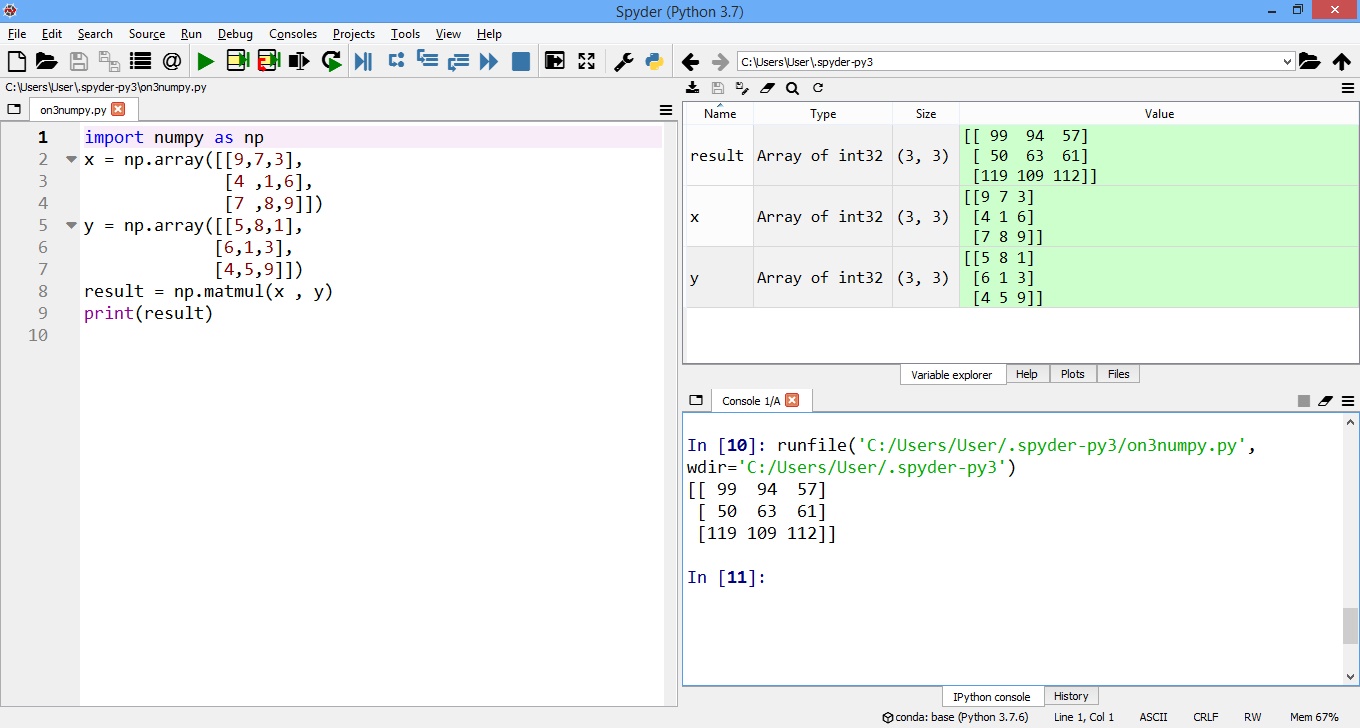 Spyder (Python 3.7)
File Edit Search Source Run Debug Consoles Projects Tools View Help
C:\Users\User\.spyder-py3
C:\Users\User\.spyder-py3\on3numpy.py
on3numpy.py
1 import numpy as np
2 x = np.array([[9,7,3],
3 [4 ,1,6],
4 [7 ,8,9]])
5 y = np.array([[5,8,1],
6 [6,1,3],
7 [4,5,9]])
8 result = np.matmul(x , y)
9 print(result)
10
Name Type Size Value
result Array of int32 (3, 3) [[ 99 94 57]
[ 50 63 61]
[119 109 112]]
x Array of int32 (3, 3) [[9 7 3]
[4 1 6]
[7 8 9]]
y Array of int32 (3, 3) [[5 8 1]
[6 1 3]
[4 5 9]]
Variable explorer Help Plots Files
Console 1/A
In [10]: runfile('C:/Users/User/.spyder-py3/on3numpy.py',
wdir='C:/Users/User/.spyder-py3')
[[ 99 94 57]
[ 50 63 61]
[119 109 112]]
In [11]:
IPython console History
conda: base (Python 3.7.6) Line 1, Col 1 ASCII CRLF RW Mem 67%